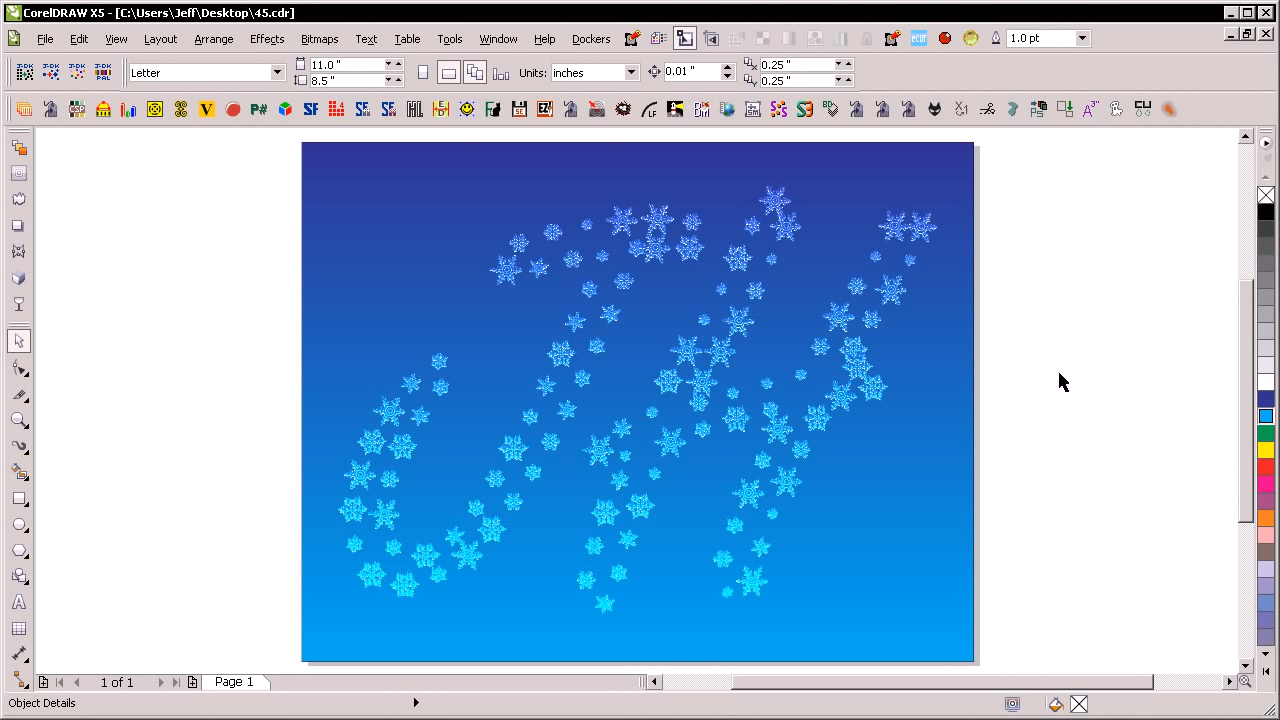 CorelDRAW X5 - [C:\Users\Jeff\Desktop\45.cdr]
File Edit View Layout Arrange Effects Bitmaps Text Table Tools Window Help Dockers 1.0 pt
Letter 11.0 " 8.5 " Units: inches 0.01 " 0.25 " 0.25 "
1 of 1 Page 1
Object Details